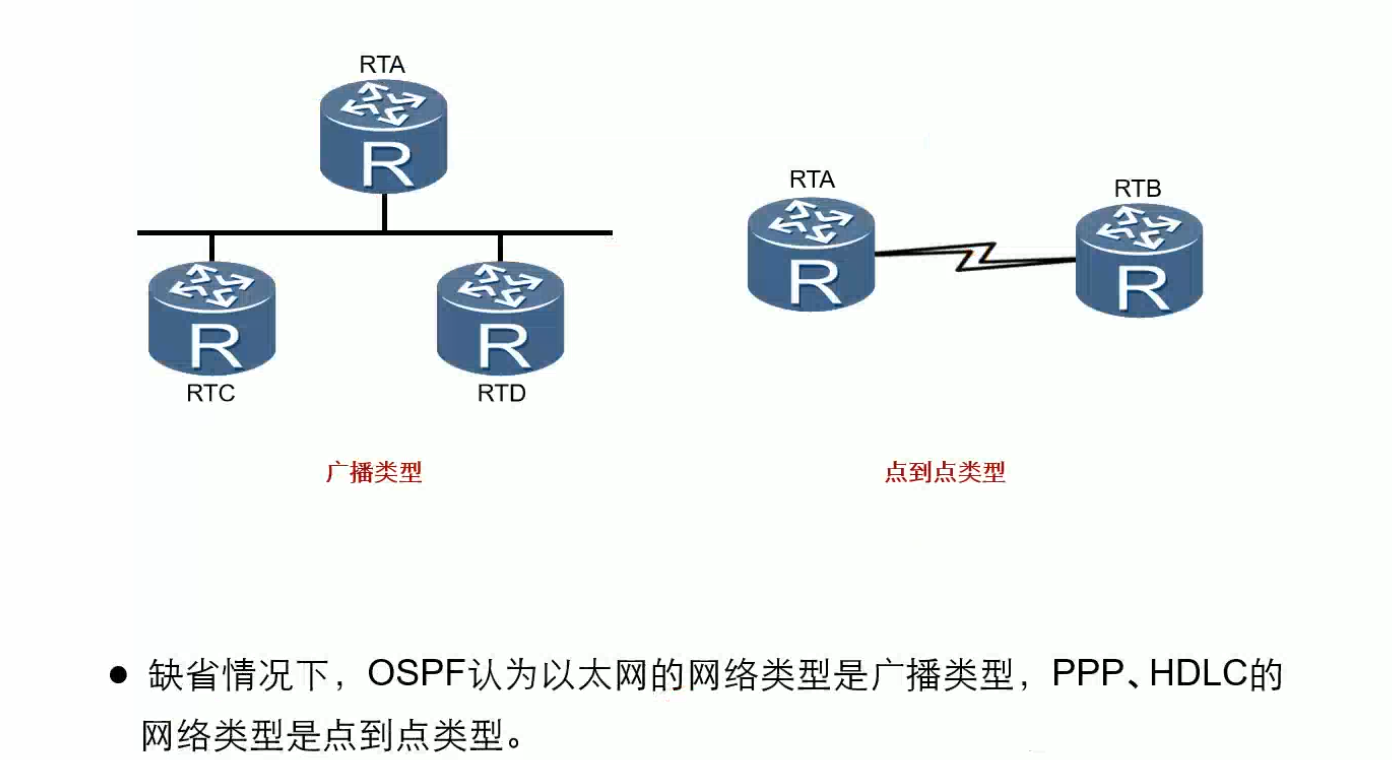 RTA
R
R
R
RTC
RTD
广播类型
RTA
RTB
R
R
点到点类型
● 缺省情况下，OSPF认为以太网的网络类型是广播类型，PPP、HDLC的
网络类型是点到点类型。